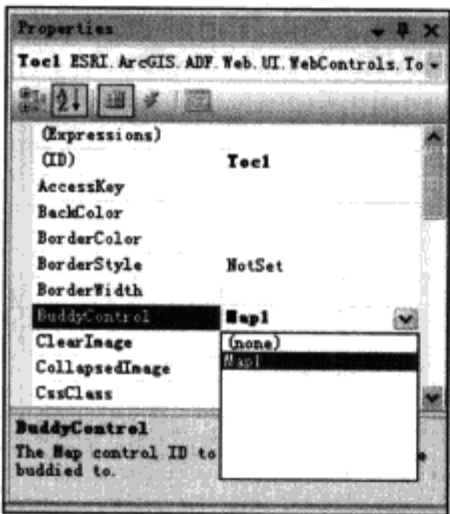 Properties
Toc1 ESRI.ArcGIS.ADF.Web.UI.WebControls.To
(Expressions)
(ID) Toc1
AccessKey
BackColor
BorderColor
BorderStyle NotSet
BorderWidth
BuddyControl Map1
ClearImage (none)
CollapsedImage Map1
CssClass
BuddyControl
The Map control ID to
buddied to.